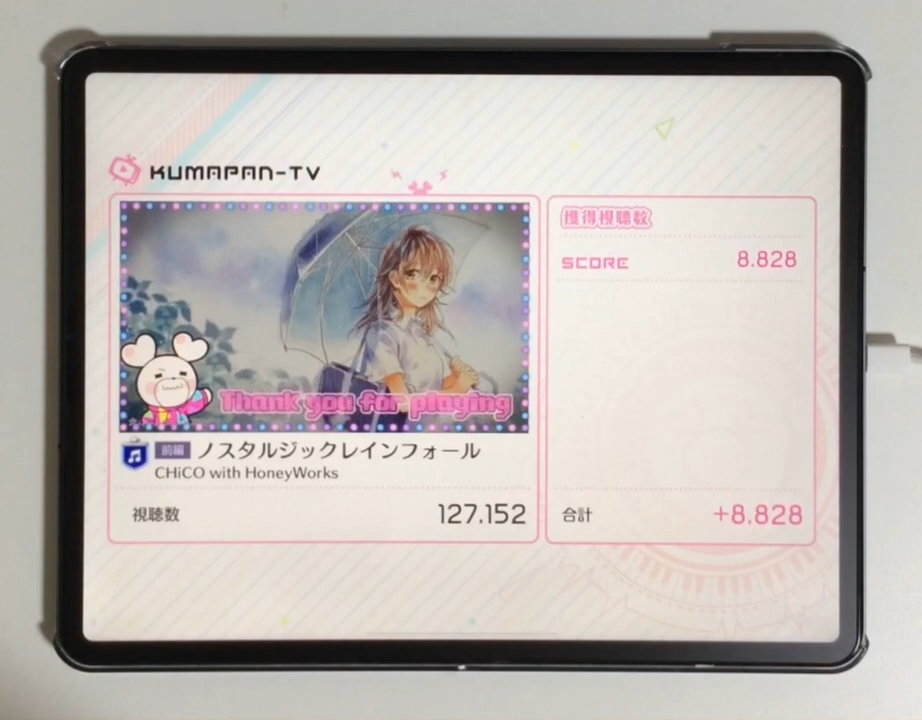 KUMAPAN-TV
Thank you for playing
前編 ノスタルジックレインフォール
CHiCO with HoneyWorks
視聴数 127,152
獲得視聴数
SCORE 8,828
合計 +8,828